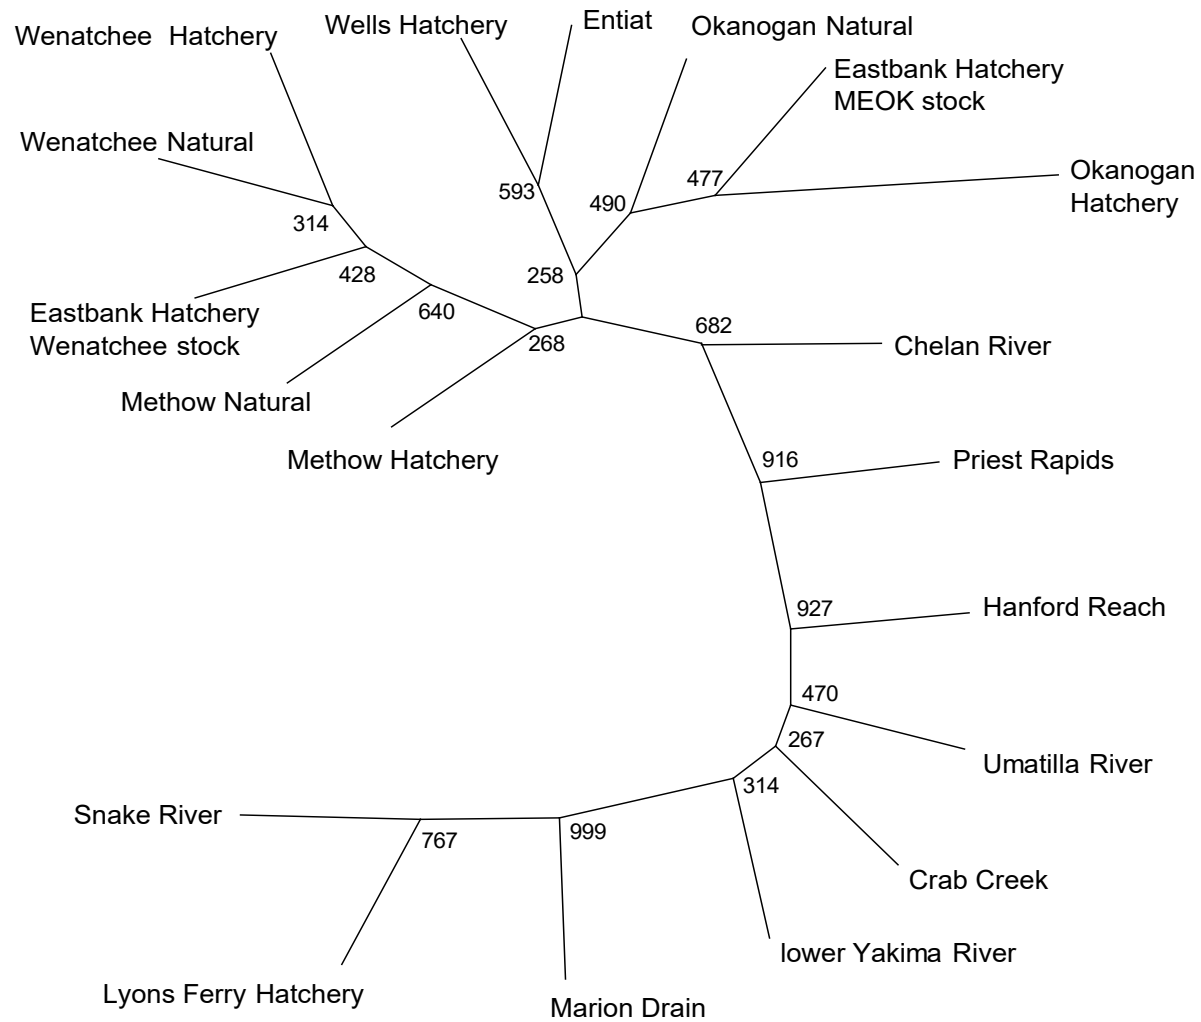 Wenatchee Hatchery
Wells Hatchery
Entiat
Okanogan Natural
Eastbank Hatchery
MEOK stock
Wenatchee Natural
Okanogan
Hatchery
593
490
477
314
258
428
Eastbank Hatchery
Wenatchee stock
640
268
682
Chelan River
Methow Natural
Methow Hatchery
916
Priest Rapids
927
Hanford Reach
470
267
Umatilla River
314
Snake River
767
999
Crab Creek
lower Yakima River
Lyons Ferry Hatchery
Marion Drain